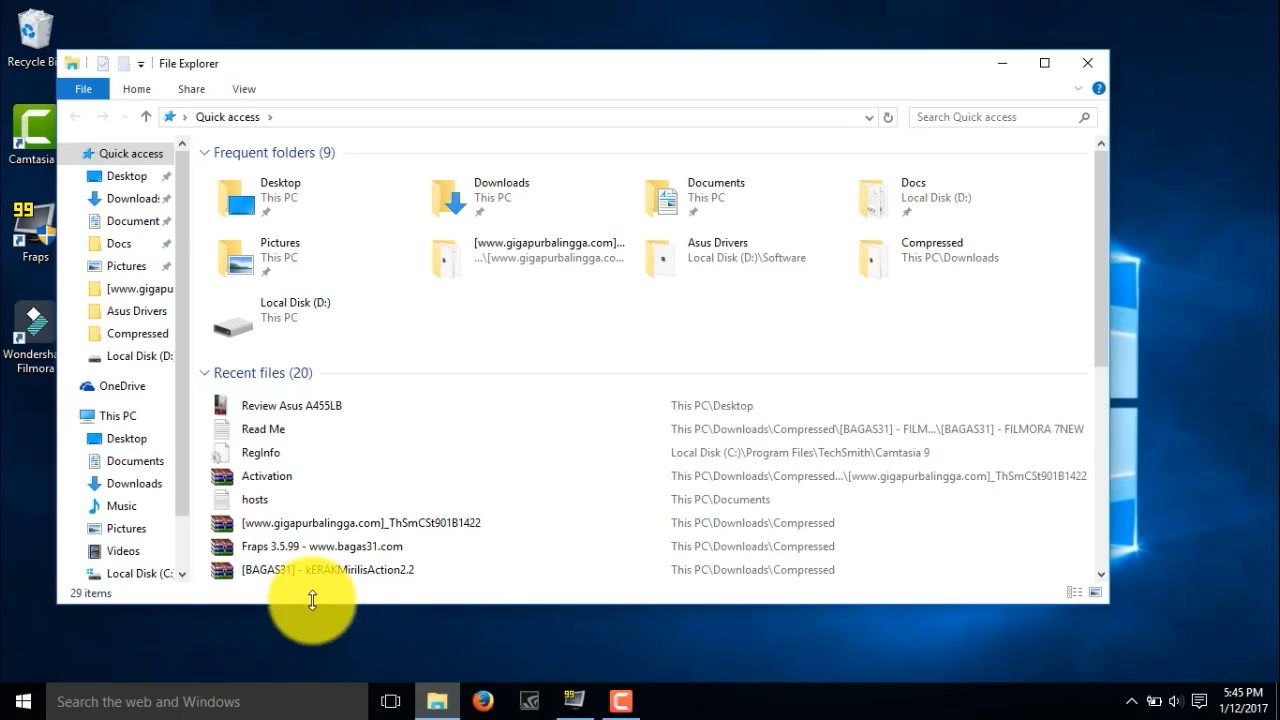 Recycle Bi
Camtasia
99
Fraps
Wondersha
Filmora
File Explorer
File
Home
Share
View
Quick access
Search Quick access
Quick access
Desktop
Download:
Document
Docs
Pictures
[www.gigapu
Asus Drivers
Compressed
Local Disk (D:
OneDrive
This PC
Desktop
Documents
Downloads
Music
Pictures
Videos
Local Disk (C:
Frequent folders (9)
Desktop
This PC
Downloads
This PC
Documents
This PC
Docs
Local Disk (D:)
Pictures
This PC
[www.gigapurbalingga.com]...
...\[www.gigapurbalingga.co...
Asus Drivers
Local Disk (D:)\Software
Compressed
This PC\Downloads
Local Disk (D:)
This PC
Recent files (20)
Review Asus A455LB This PC\Desktop
Read Me This PC\Downloads\Compressed\[BAGAS31] - FILM...\[BAGAS31] - FILMORA 7NEW
RegInfo Local Disk (C:)\Program Files\TechSmith\Camtasia 9
Activation This PC\Downloads\Compressed...\[www.gigapurbalingga.com]_ThSmCSt901B1422
hosts This PC\Documents
[www.gigapurbalingga.com]_ThSmCSt901B1422 This PC\Downloads\Compressed
Fraps 3.5.99 - www.bagas31.com This PC\Downloads\Compressed
[BAGAS31] - kERAKMirilisAction2.2 This PC\Downloads\Compressed
29 items
Search the web and Windows
99
5:45 PM
1/12/2017